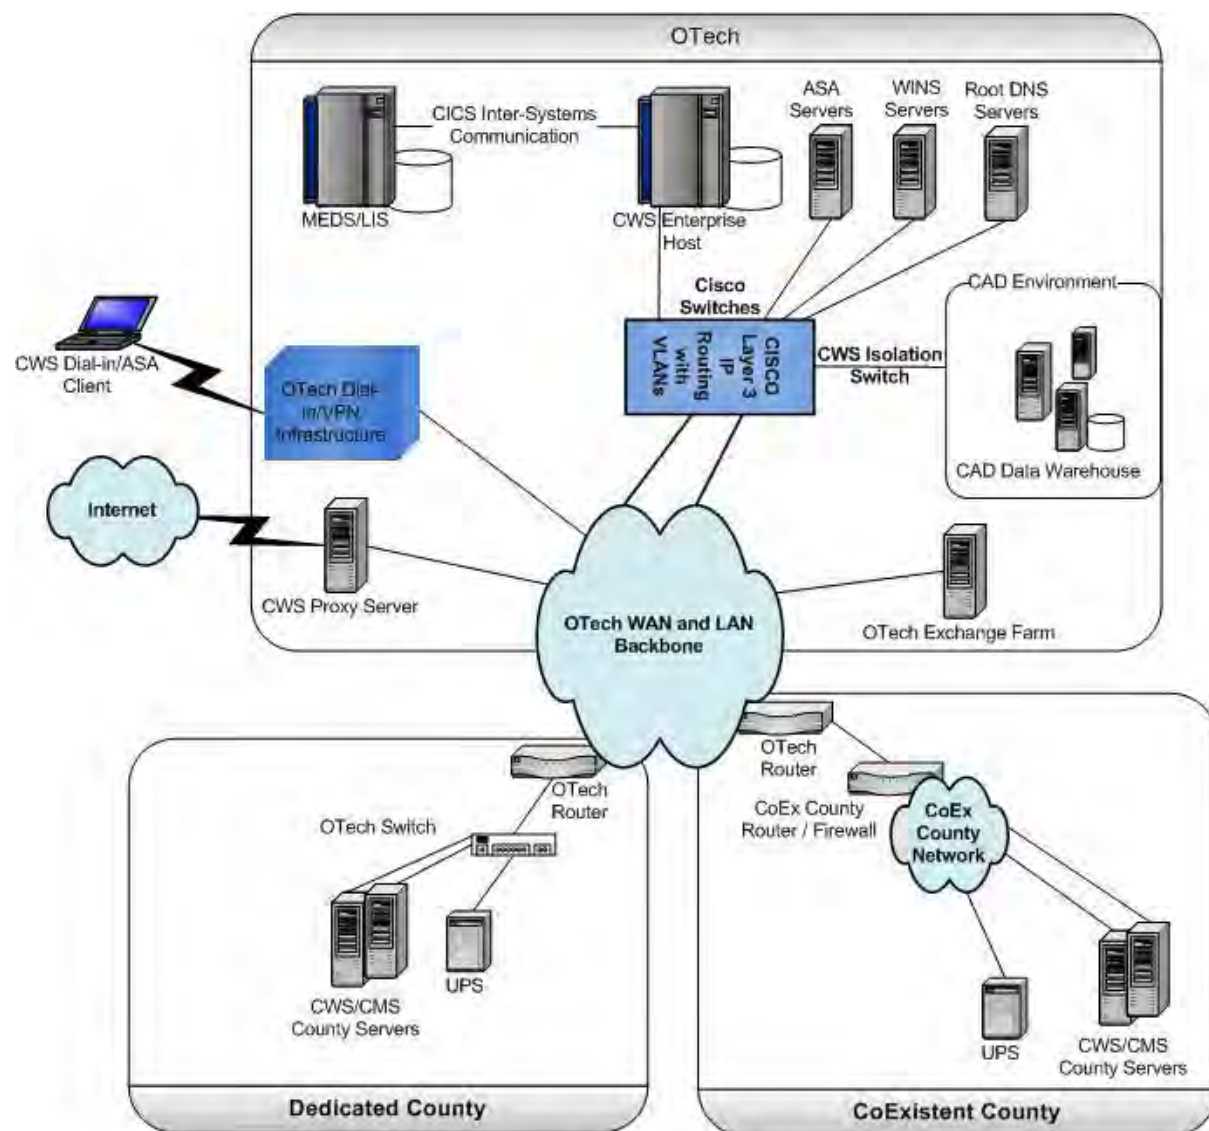 OTech
CICS Inter-Systems
Communication
MEDS/LIS
CWS Enterprise
Host
ASA
Servers
WINS
Servers
Root DNS
Servers
Cisco
Switches
CISCO
Layer 3
IP
Routing
with
VLANs
CWS Isolation
Switch
CAD Environment
CAD Data Warehouse
CWS Dial-in/ASA
Client
OTech Dial-
in/VPN
Infrastructure
Internet
CWS Proxy Server
OTech WAN and LAN
Backbone
OTech Exchange Farm
OTech
Router
OTech Switch
UPS
CWS/CMS
County Servers
Dedicated County
OTech
Router
CoEx County
Router / Firewall
CoEx
County
Network
UPS
CWS/CMS
County Servers
CoExistent County